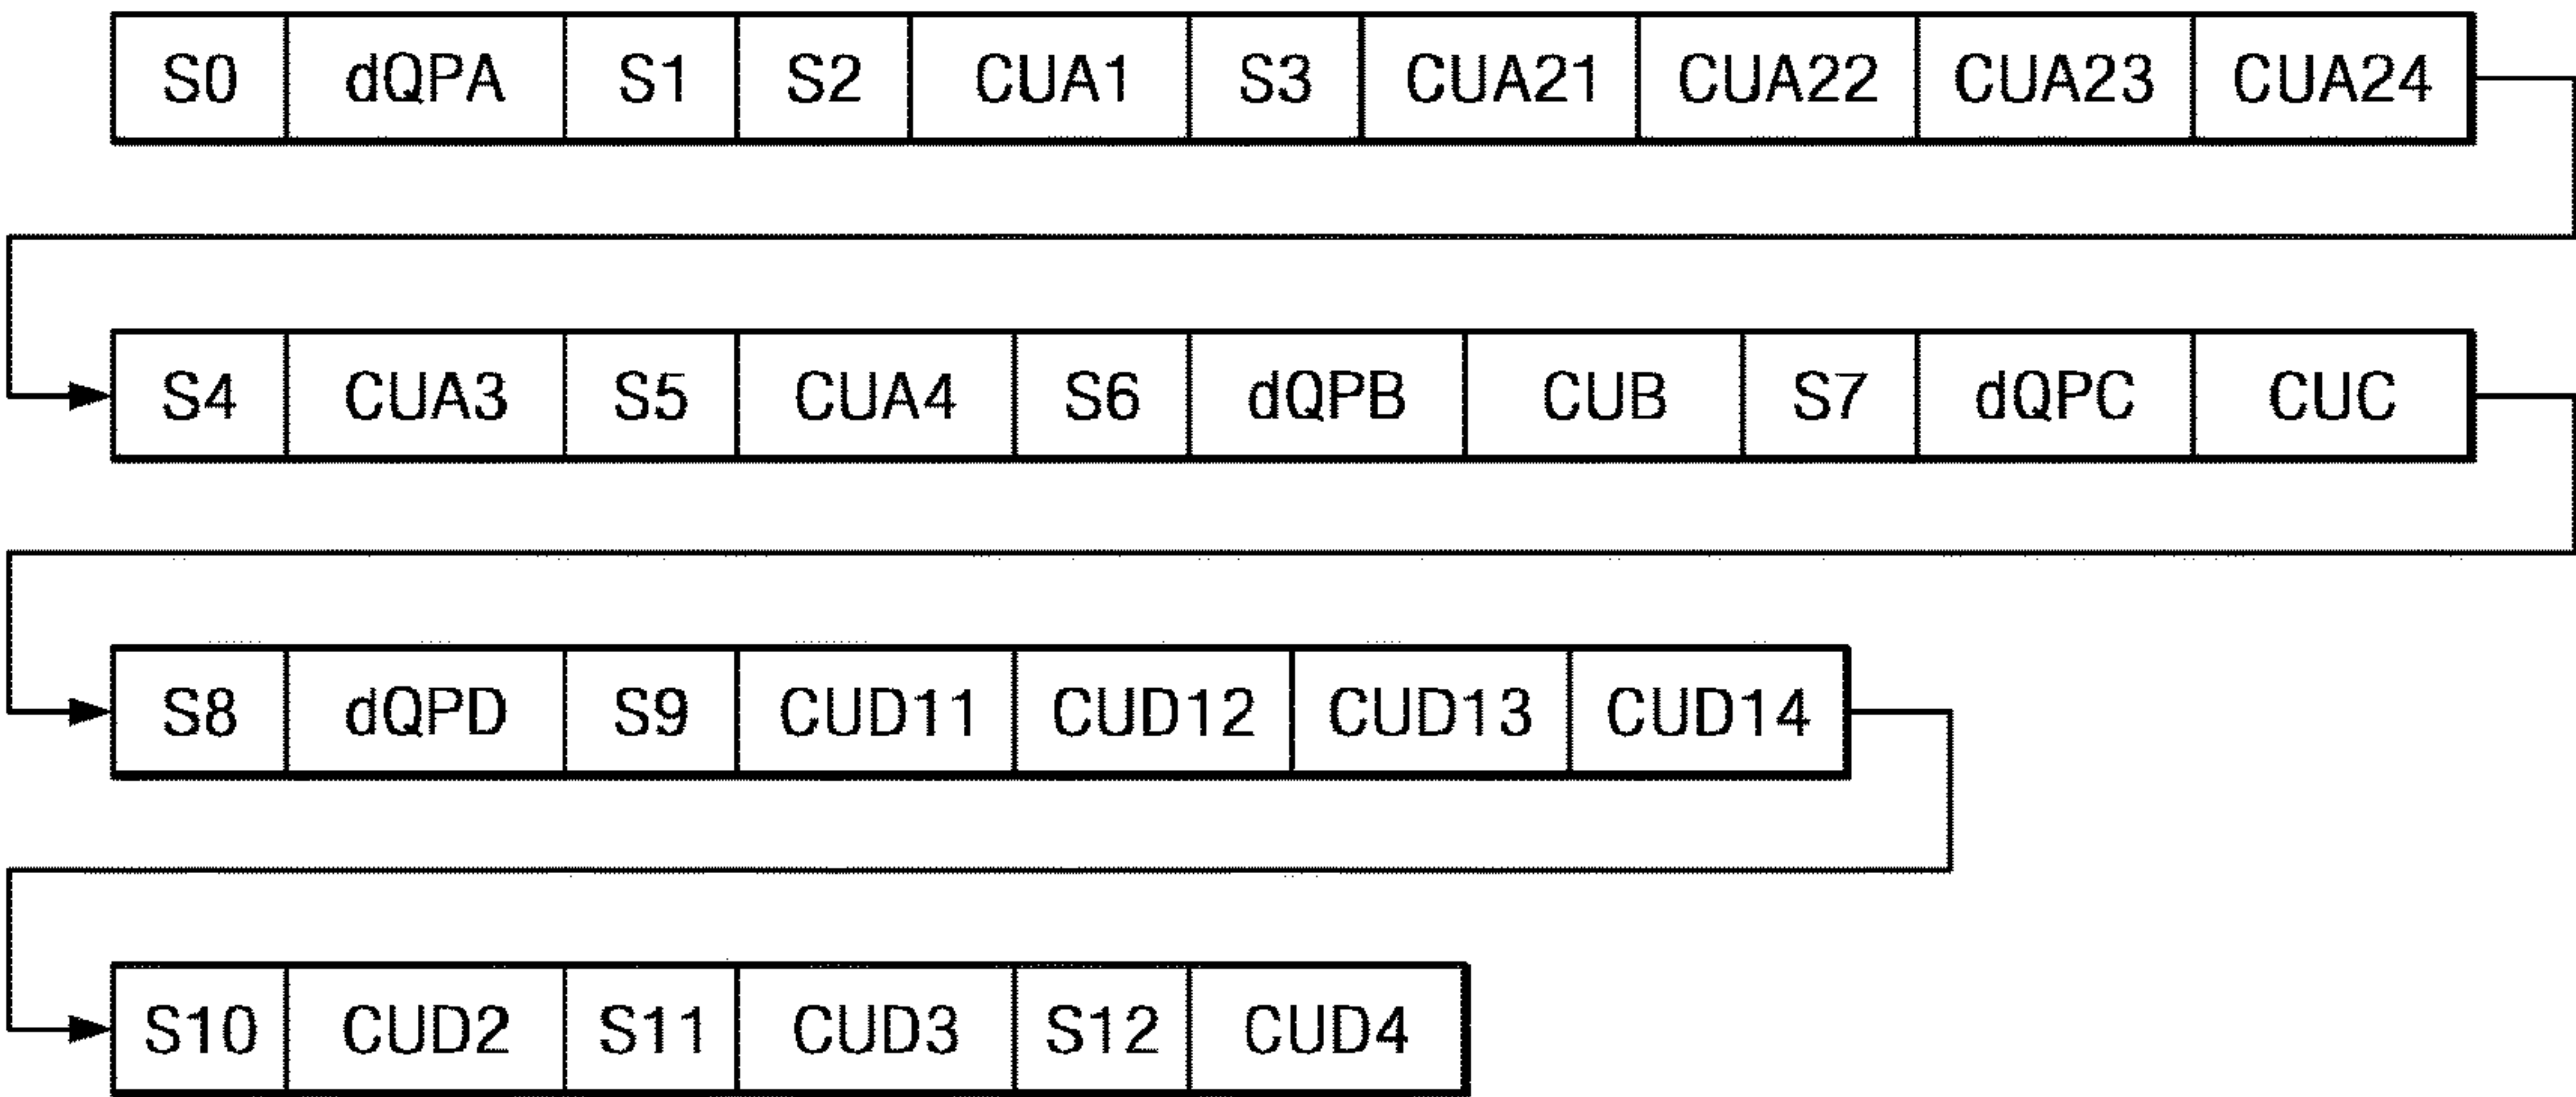 S0 dQPA S1 S2 CUA1 S3 CUA21 CUA22 CUA23 CUA24
S4 CUA3 S5 CUA4 S6 dQPB CUB S7 dQPC CUC
S8 dQPD S9 CUD11 CUD12 CUD13 CUD14
S10 CUD2 S11 CUD3 S12 CUD4